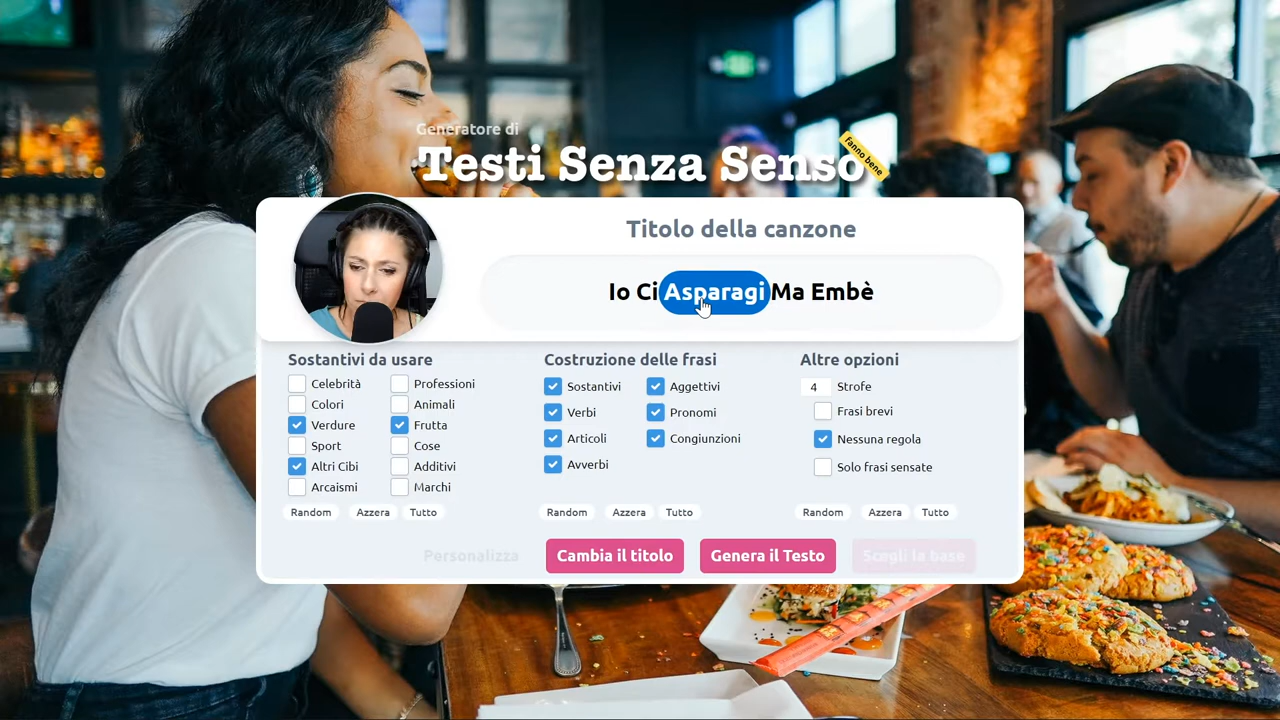 Generatore di
Testi Senza Senso
fanno bene
Titolo della canzone
Io Ci Asparagi Ma Embè
Sostantivi da usare
Celebrità
Professioni
Colori
Animali
Verdure
Frutta
Sport
Cose
Altri Cibi
Additivi
Arcaismi
Marchi
Random
Azzera
Tutto
Costruzione delle frasi
Sostantivi
Aggettivi
Verbi
Pronomi
Articoli
Congiunzioni
Avverbi
Random
Azzera
Tutto
Altre opzioni
4 Strofe
Frasi brevi
Nessuna regola
Solo frasi sensate
Random
Azzera
Tutto
Personalizza
Cambia il titolo
Genera il Testo
Scegli la base